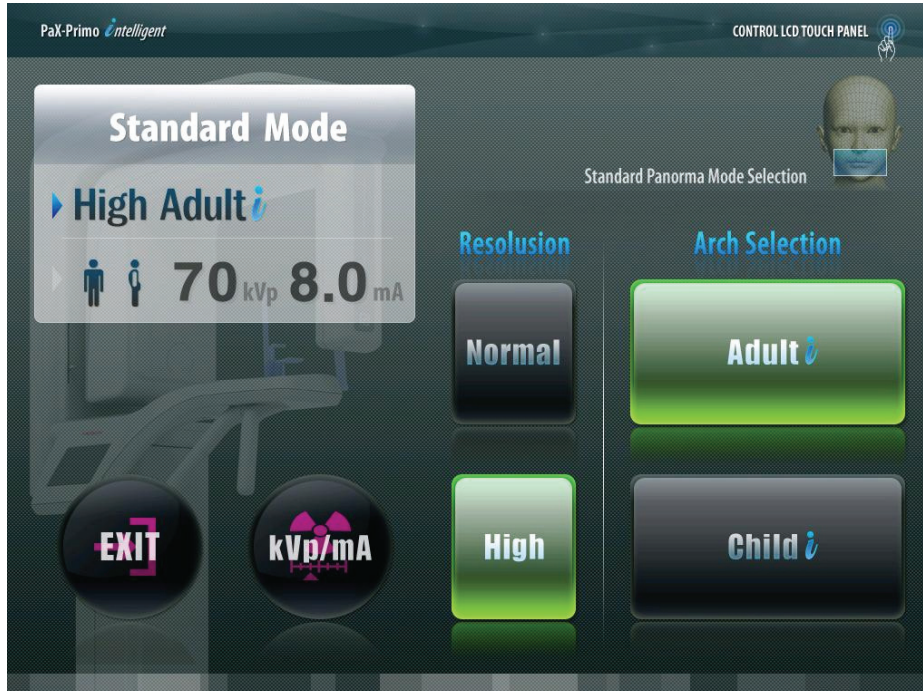 PaX-Primo intelligent
CONTROL LCD TOUCH PANEL
Standard Mode
High Adult i
70 kVp 8.0 mA
Standard Panorma Mode Selection
Resolusion
Arch Selection
Normal
Adult i
EXIT
kVp/mA
High
Child i